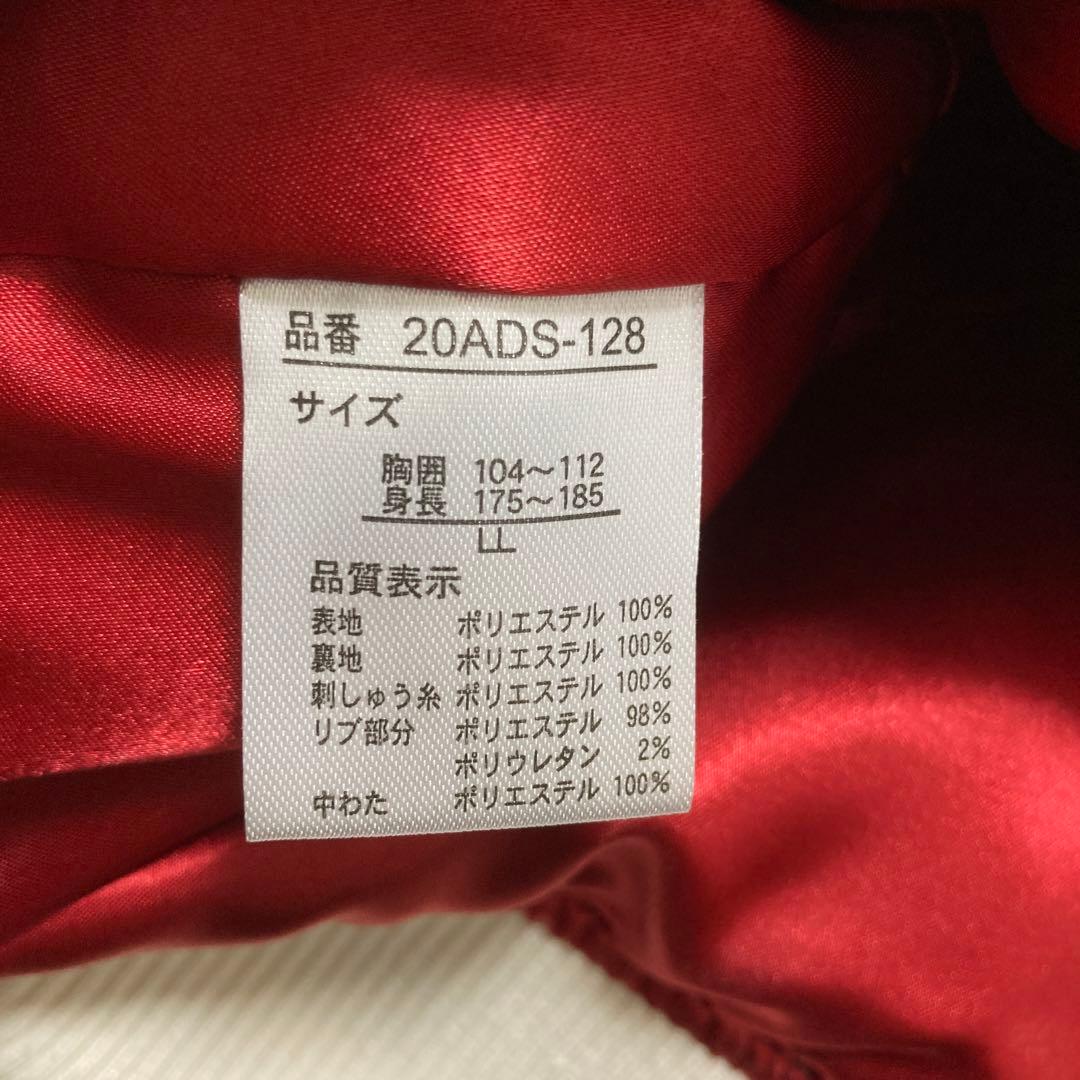 品番 20ADS-128
サイズ
胸囲 104～112
身長 175～185
LL
品質表示
表地 ポリエステル 100%
裏地 ポリエステル 100%
刺しゅう糸 ポリエステル 100%
リブ部分 ポリエステル 98%
ポリウレタン 2%
中わた ポリエステル 100%